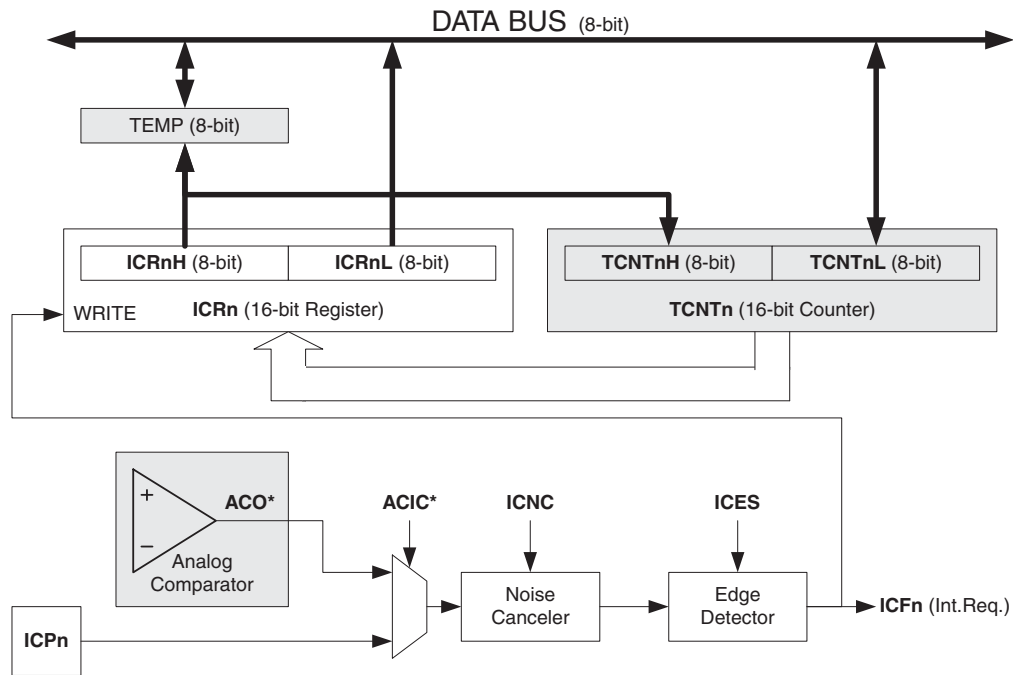 DATA BUS (8-bit)
TEMP (8-bit)
ICRnH (8-bit)
ICRnL (8-bit)
TCNTnH (8-bit)
TCNTnL (8-bit)
WRITE
ICRn (16-bit Register)
TCNTn (16-bit Counter)
+
−
ACO*
Analog
Comparator
ACIC*
ICNC
ICES
Noise
Canceler
Edge
Detector
ICFn (Int.Req.)
ICPn